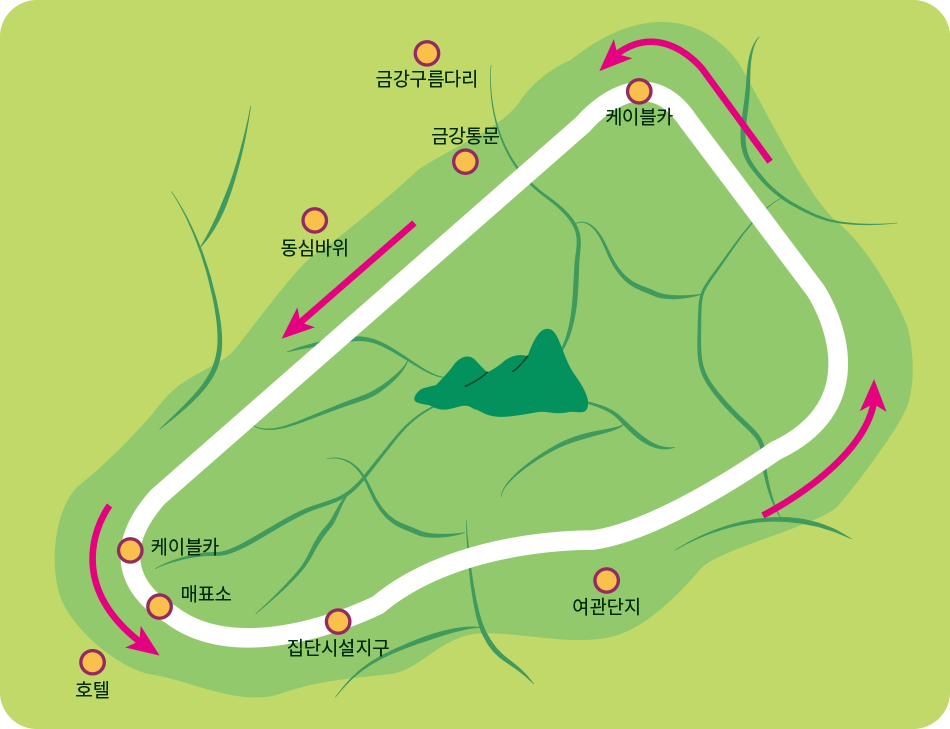 금강구름다리
케이블카
금강통문
동심바위
케이블카
매표소
여관단지
집단시설지구
호텔